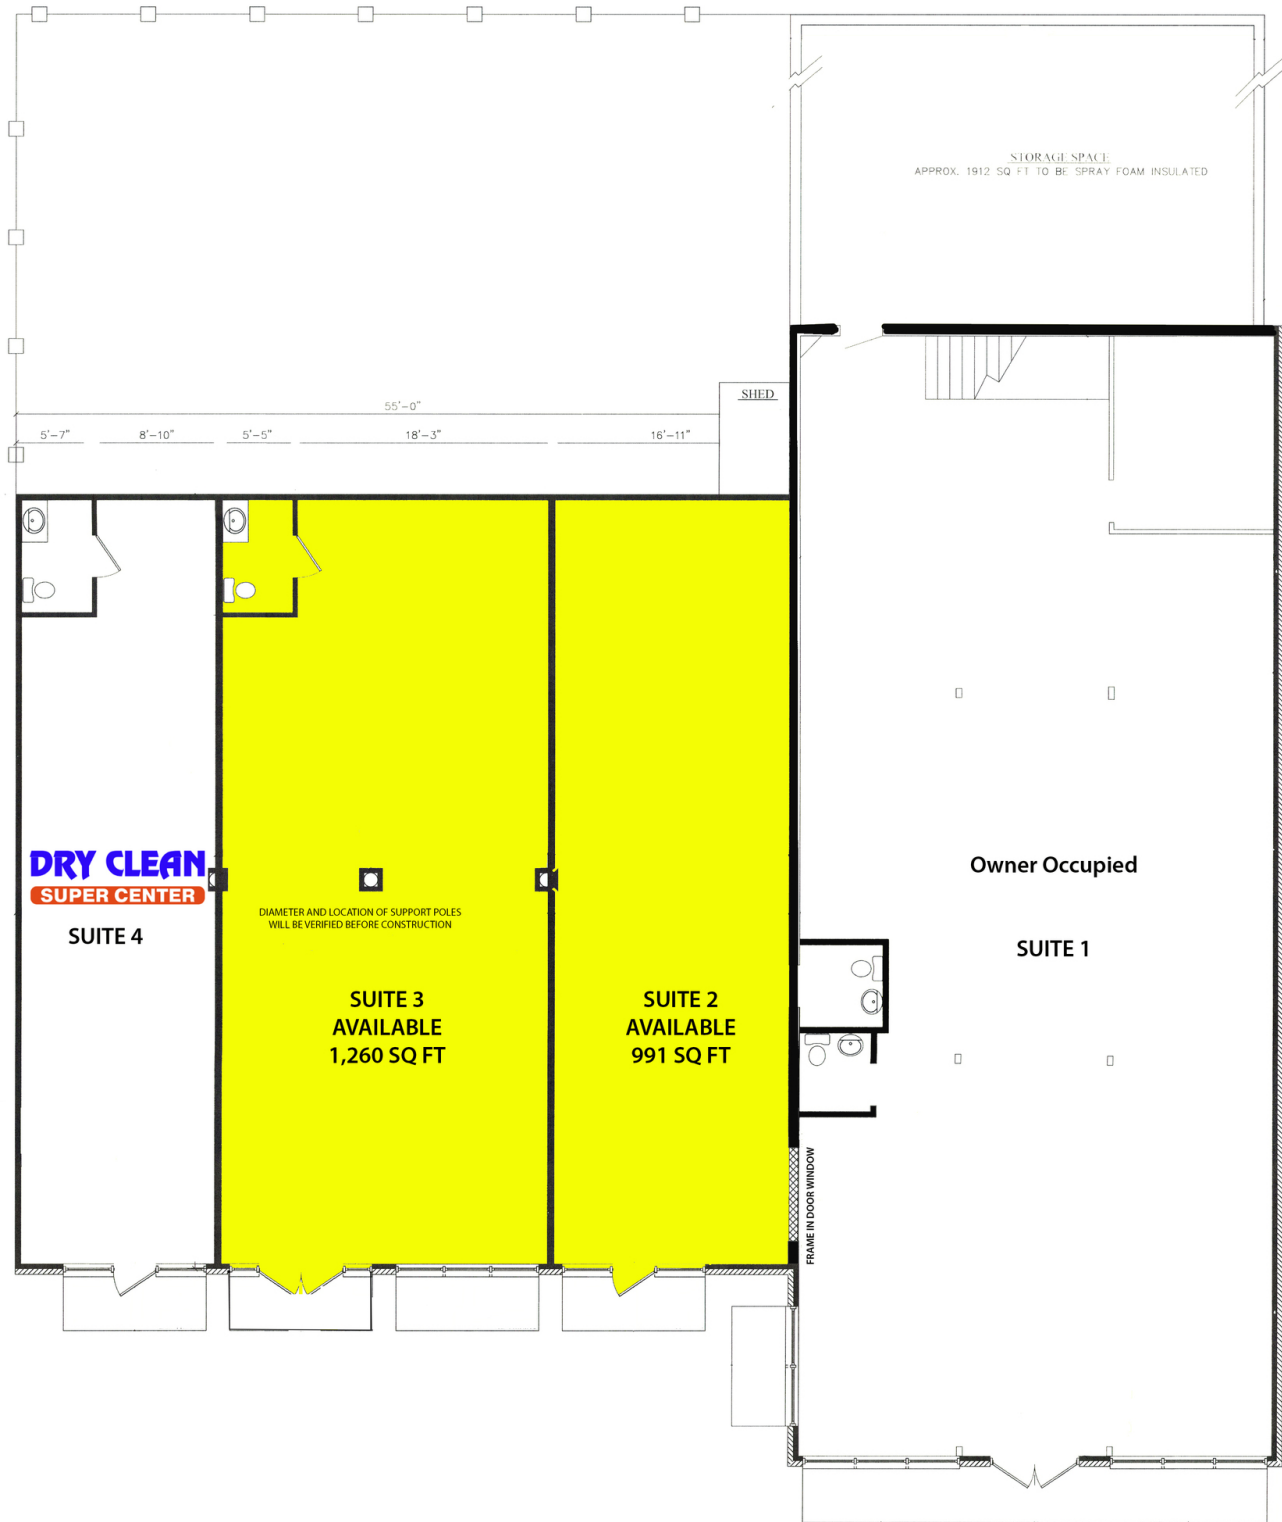 STORAGE SPACE
APPROX. 1912 SQ FT TO BE SPRAY FOAM INSULATED
SHED
55'-0"
5'-7"
8'-10"
5'-5"
18'-3"
16'-11"
DRY CLEAN
SUPER CENTER
SUITE 4
DIAMETER AND LOCATION OF SUPPORT POLES
WILL BE VERIFIED BEFORE CONSTRUCTION
SUITE 3
AVAILABLE
1,260 SQ FT
SUITE 2
AVAILABLE
991 SQ FT
Owner Occupied
SUITE 1
FRAME IN DOOR WINDOW